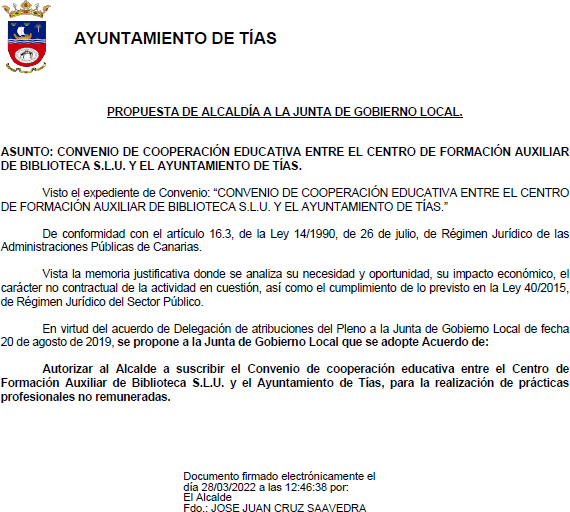 AYUNTAMIENTO DE TÍAS
PROPUESTA DE ALCALDÍA A LA JUNTA DE GOBIERNO LOCAL.
ASUNTO: CONVENIO DE COOPERACIÓN EDUCATIVA ENTRE EL CENTRO DE FORMACIÓN AUXILIAR
DE BIBLIOTECA S.L.U. Y EL AYUNTAMIENTO DE TÍAS.
Visto el expediente de Convenio: “CONVENIO DE COOPERACIÓN EDUCATIVA ENTRE EL CENTRO
DE FORMACIÓN AUXILIAR DE BIBLIOTECA S.L.U. Y EL AYUNTAMIENTO DE TÍAS.”
De conformidad con el artículo 16.3, de la Ley 14/1990, de 26 de julio, de Régimen Jurídico de las
Administraciones Públicas de Canarias.
Vista la memoria justificativa donde se analiza su necesidad y oportunidad, su impacto económico, el
carácter no contractual de la actividad en cuestión, así como el cumplimiento de lo previsto en la Ley 40/2015,
de Régimen Jurídico del Sector Público.
En virtud del acuerdo de Delegación de atribuciones del Pleno a la Junta de Gobierno Local de fecha
20 de agosto de 2019, se propone a la Junta de Gobierno Local que se adopte Acuerdo de:
Autorizar al Alcalde a suscribir el Convenio de cooperación educativa entre el Centro de
Formación Auxiliar de Biblioteca S.L.U. y el Ayuntamiento de Tías, para la realización de prácticas
profesionales no remuneradas.
Documento firmado electrónicamente el
día 28/03/2022 a las 12:46:38 por:
El Alcalde
Fdo.: JOSE JUAN CRUZ SAAVEDRA